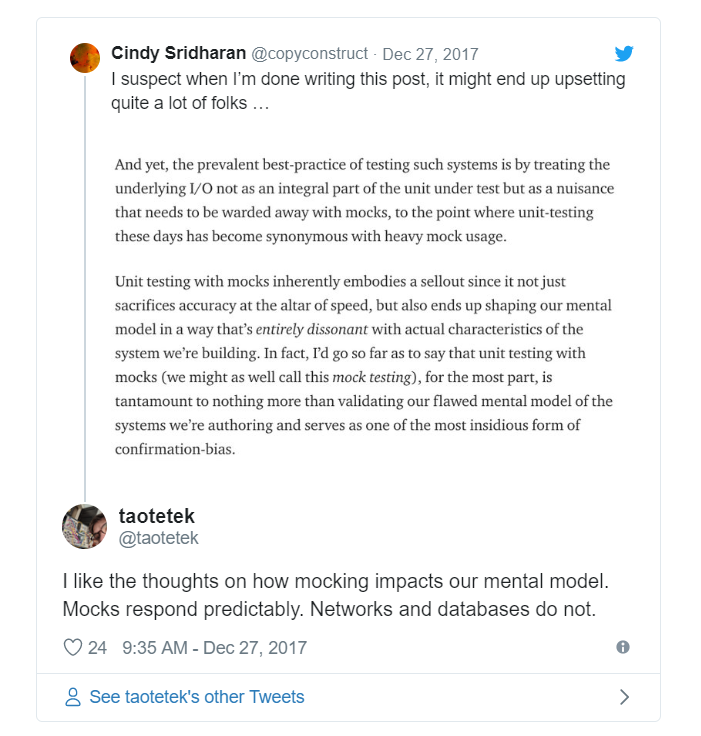 Cindy Sridharan @copyconstruct · Dec 27, 2017
I suspect when I’m done writing this post, it might end up upsetting
quite a lot of folks …
And yet, the prevalent best-practice of testing such systems is by treating the
underlying I/O not as an integral part of the unit under test but as a nuisance
that needs to be warded away with mocks, to the point where unit-testing
these days has become synonymous with heavy mock usage.
Unit testing with mocks inherently embodies a sellout since it not just
sacrifices accuracy at the altar of speed, but also ends up shaping our mental
model in a way that’s entirely dissonant with actual characteristics of the
system we’re building. In fact, I’d go so far as to say that unit testing with
mocks (we might as well call this mock testing), for the most part, is
tantamount to nothing more than validating our flawed mental model of the
systems we’re authoring and serves as one of the most insidious form of
confirmation-bias.
taotetek
@taotetek
I like the thoughts on how mocking impacts our mental model.
Mocks respond predictably. Networks and databases do not.
24 9:35 AM - Dec 27, 2017
See taotetek's other Tweets